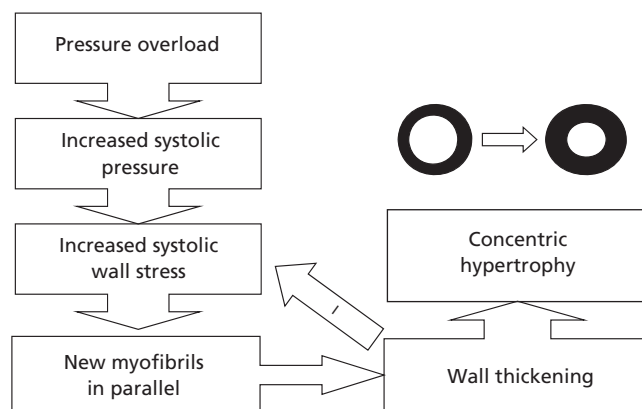 Pressure overload
Increased systolic
pressure
Increased systolic
wall stress
New myofibrils
in parallel
Wall thickening
Concentric
hypertrophy
–